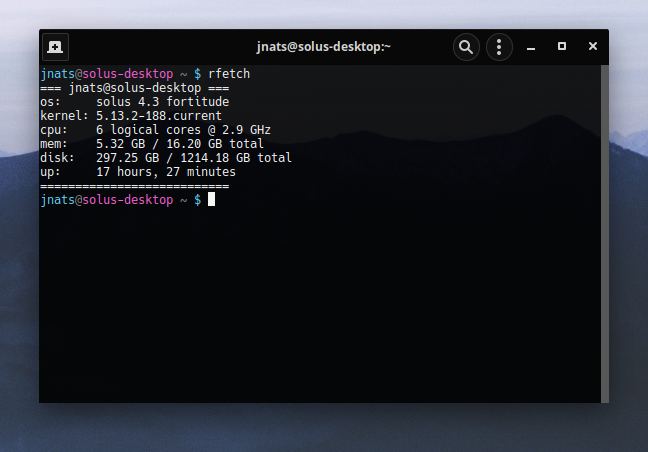 jnats@solus-desktop:~
jnats@solus-desktop ~ $ rfetch
=== jnats@solus-desktop ===
os:     solus 4.3 fortitude
kernel: 5.13.2-188.current
cpu:    6 logical cores @ 2.9 GHz
mem:    5.32 GB / 16.20 GB total
disk:   297.25 GB / 1214.18 GB total
up:     17 hours, 27 minutes
===========================
jnats@solus-desktop ~ $